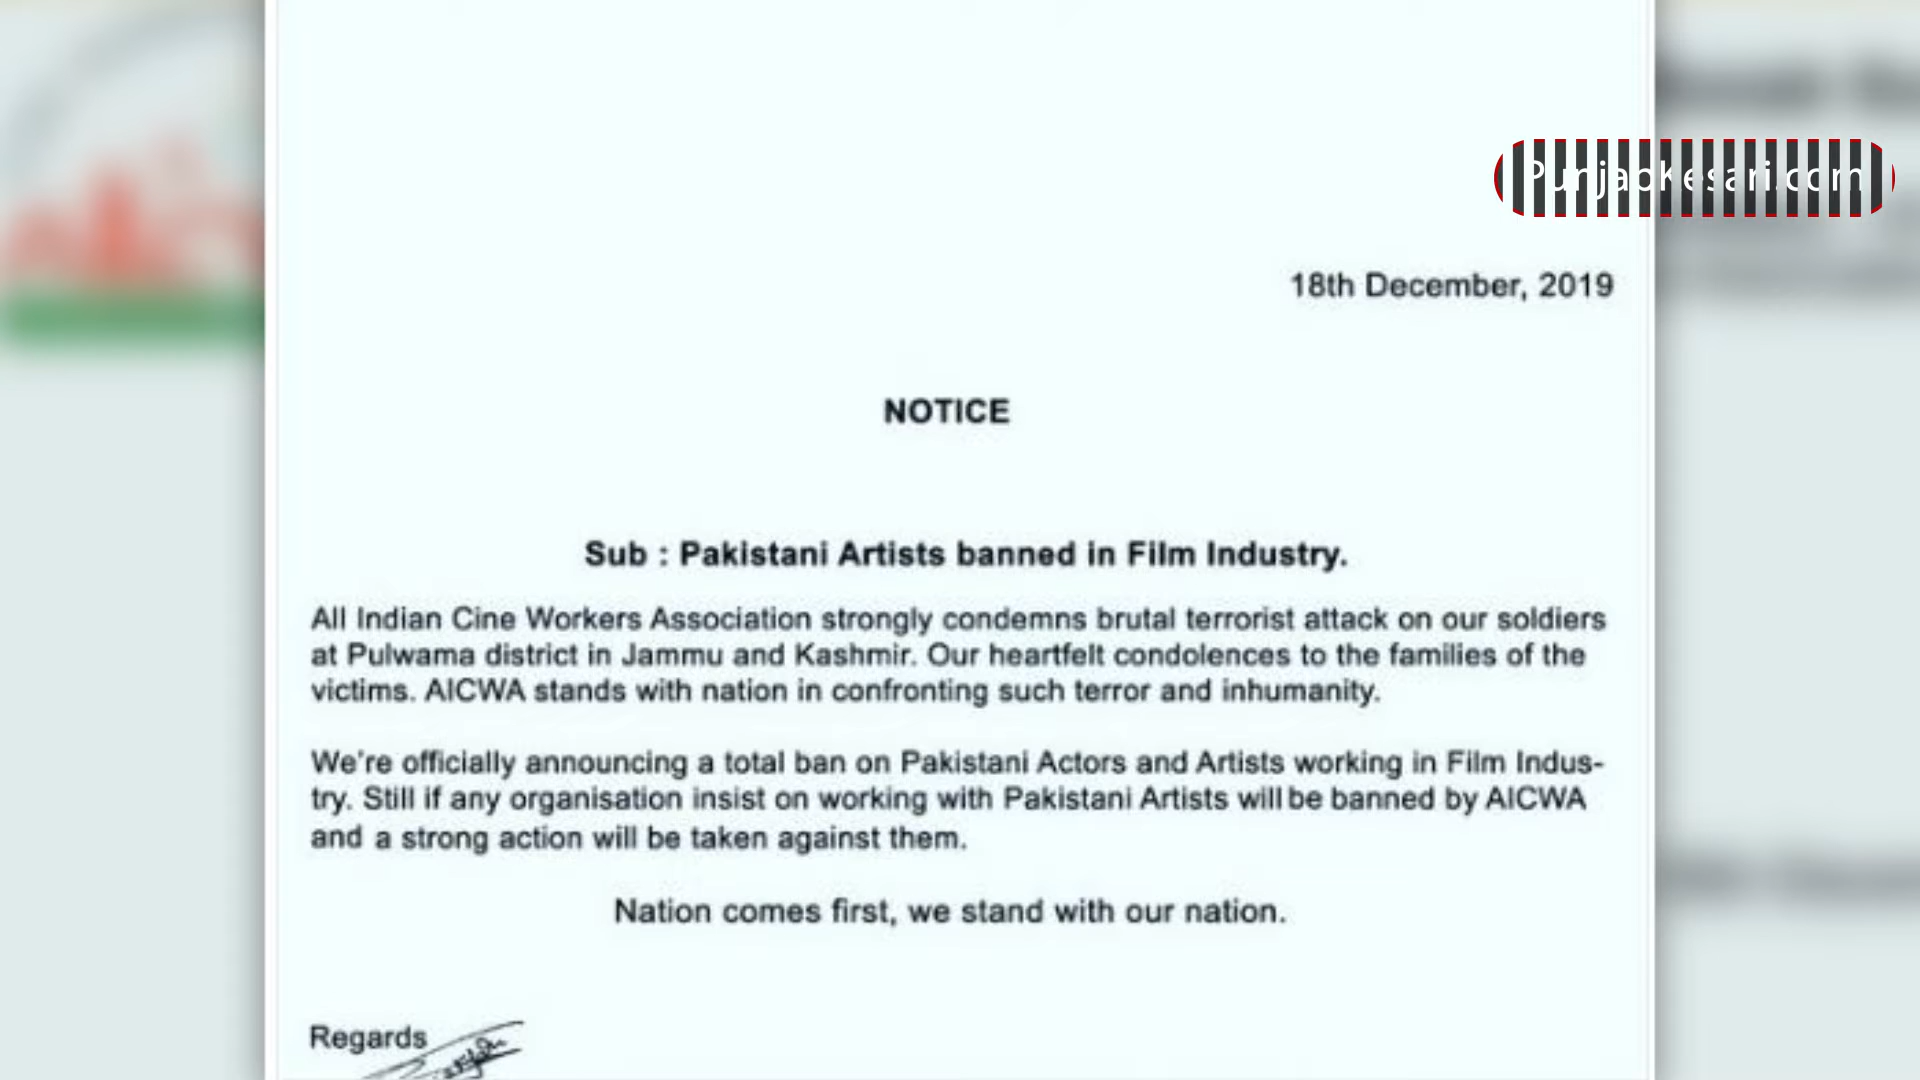 PunjabKesari.com
18th December, 2019
NOTICE
Sub : Pakistani Artists banned in Film Industry.
All Indian Cine Workers Association strongly condemns brutal terrorist attack on our soldiers
at Pulwama district in Jammu and Kashmir. Our heartfelt condolences to the families of the
victims. AICWA stands with nation in confronting such terror and inhumanity.
We're officially announcing a total ban on Pakistani Actors and Artists working in Film Indus-
try. Still if any organisation insist on working with Pakistani Artists will be banned by AICWA
and a strong action will be taken against them.
Nation comes first, we stand with our nation.
Regards